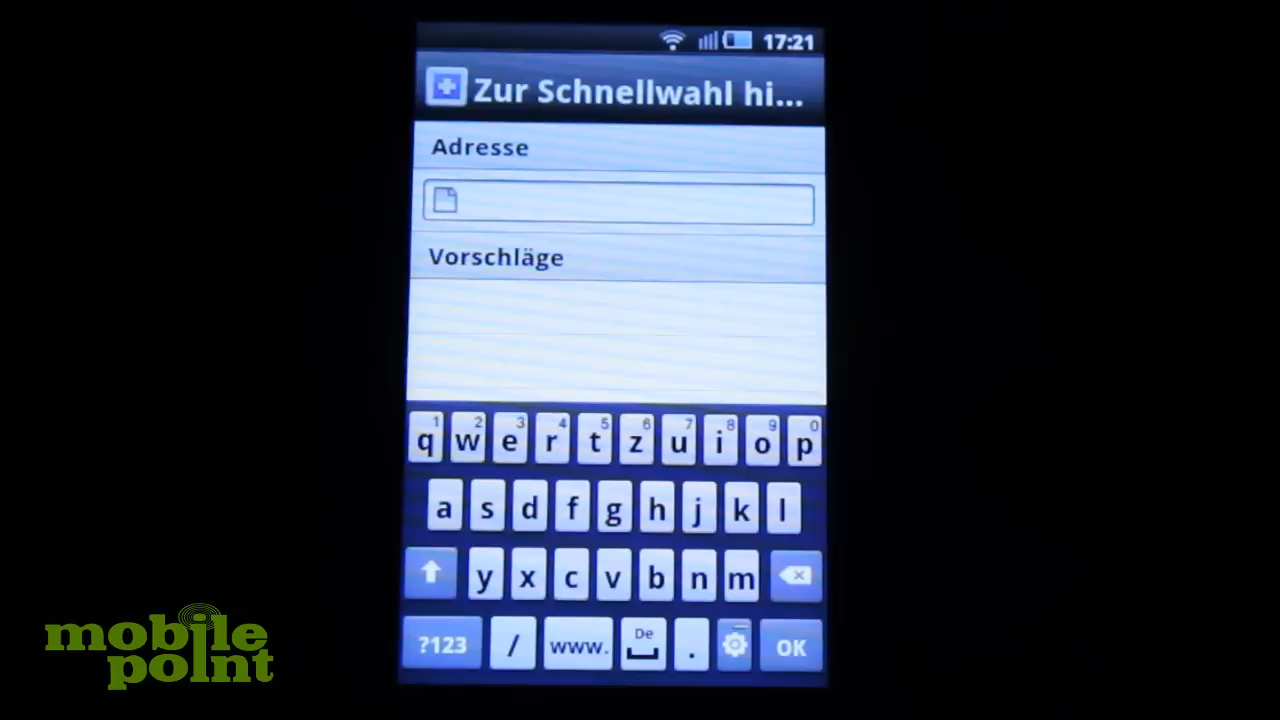 17:21
Zur Schnellwahl hi...
Adresse
Vorschläge
1 2 3 4 5 6 7 8 9 0
q w e r t z u i o p
a s d f g h j k l
y x c v b n m
De
?123 / www. . OK
mobile
point